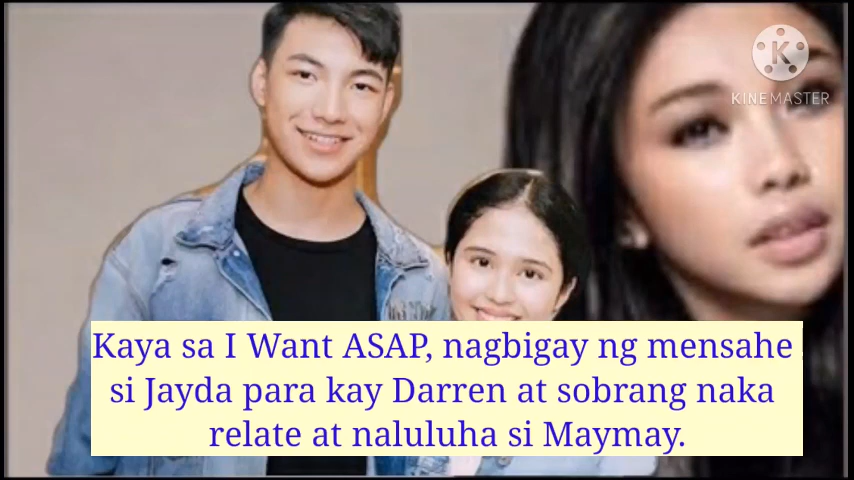 KINEMASTER
Kaya sa I Want ASAP, nagbigay ng mensahe
si Jayda para kay Darren at sobrang naka
relate at naluluha si Maymay.